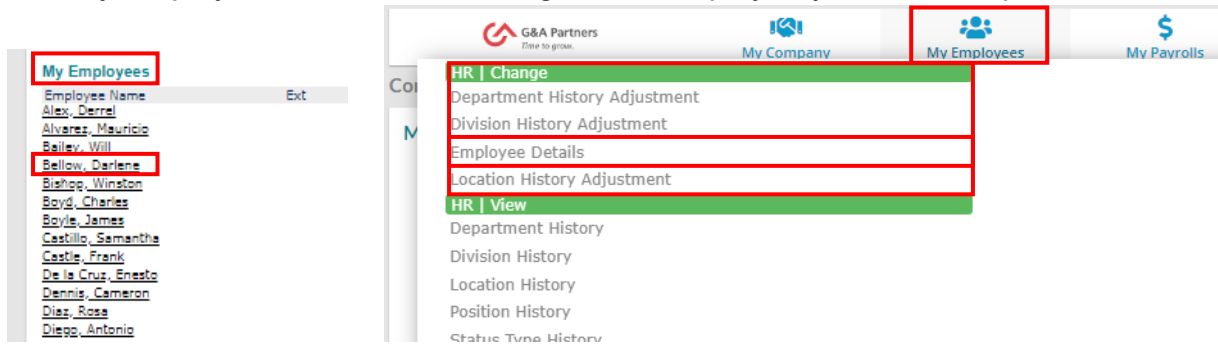 My Employees
Employee Name Ext
Alex, Derrel
Alvarez, Mauricio
Bailey, Will
Bellow, Darlene
Bishop, Winston
Boyd, Charles
Boyle, James
Castillo, Samantha
Castle, Frank
De la Cruz, Enesto
Dennis, Cameron
Diaz, Rosa
Diego, Antonio
G&A Partners
Time to grow.
My Company
My Employees
$
My Payrolls
HR | Change
Department History Adjustment
Division History Adjustment
Employee Details
Location History Adjustment
HR | View
Department History
Division History
Location History
Position History
Status Type History